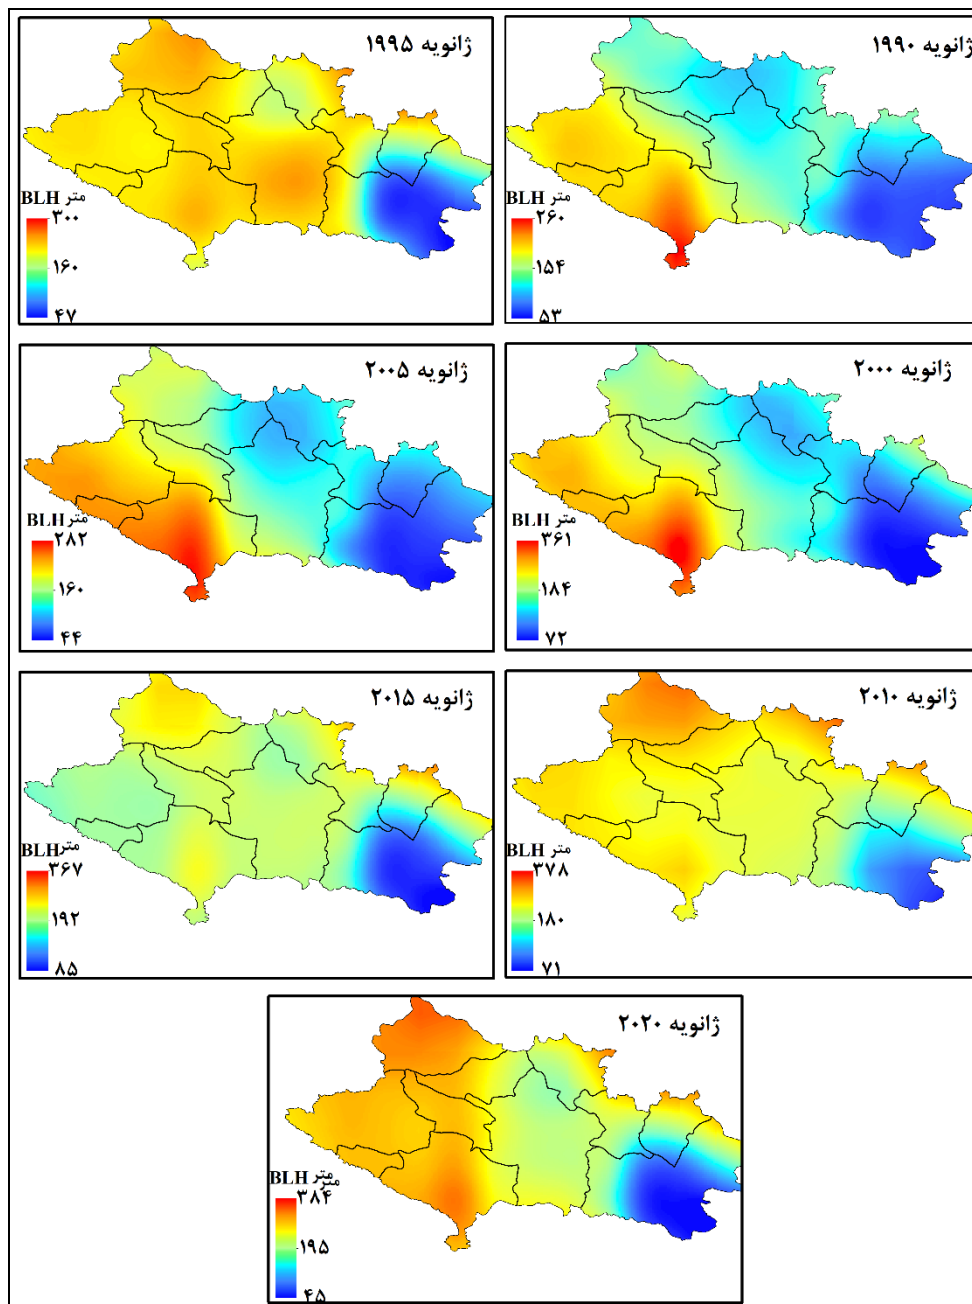 ژانویه ۱۹۹۰
BLH متر
۲۶۰
۱۵۴
۵۳
ژانویه ۱۹۹۵
BLH متر
۳۰۰
۱۶۰
۴۷
ژانویه ۲۰۰۰
BLH متر
۳۶۱
۱۸۴
۷۲
ژانویه ۲۰۰۵
BLH متر
۲۸۲
۱۶۰
۴۴
ژانویه ۲۰۱۰
BLH متر
۳۷۸
۱۸۰
۷۱
ژانویه ۲۰۱۵
BLH متر
۳۶۷
۱۹۲
۸۵
ژانویه ۲۰۲۰
BLH متر
متر
۳۸۴
۱۹۵
۴۵